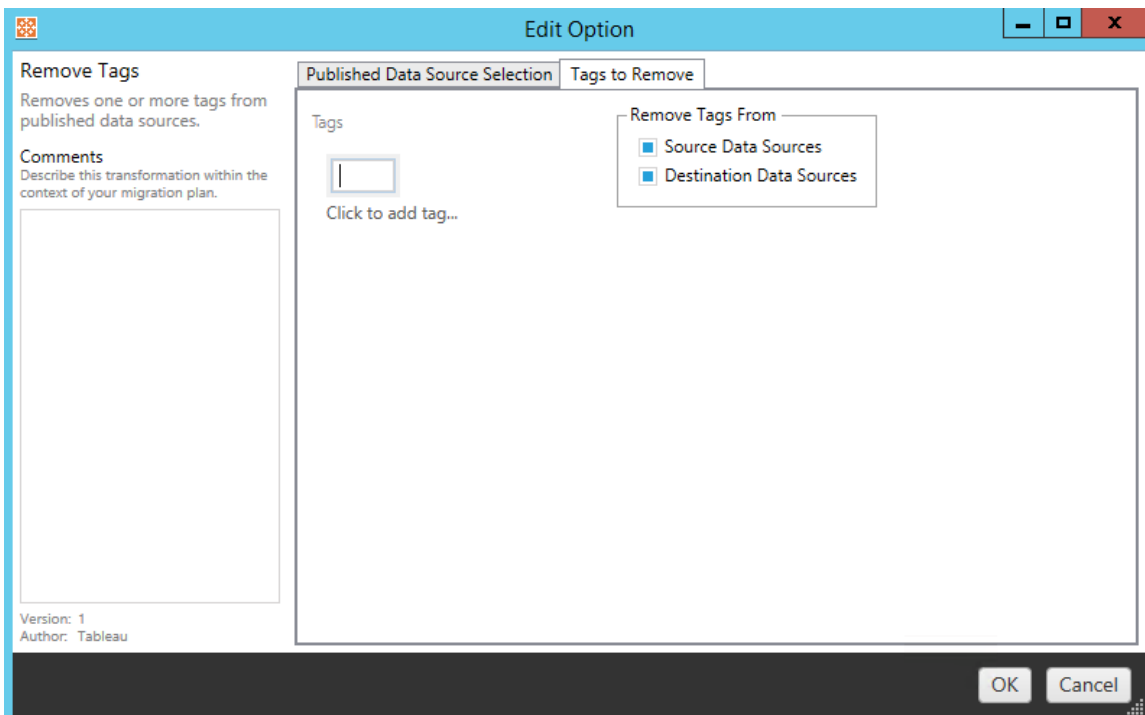 Edit Option
x
Remove Tags
Removes one or more tags from
published data sources.
Comments
Describe this transformation within the
context of your migration plan.
Version: 1
Author: Tableau
Published Data Source Selection
Tags to Remove
Tags
Click to add tag...
Remove Tags From
Source Data Sources
Destination Data Sources
OK
Cancel